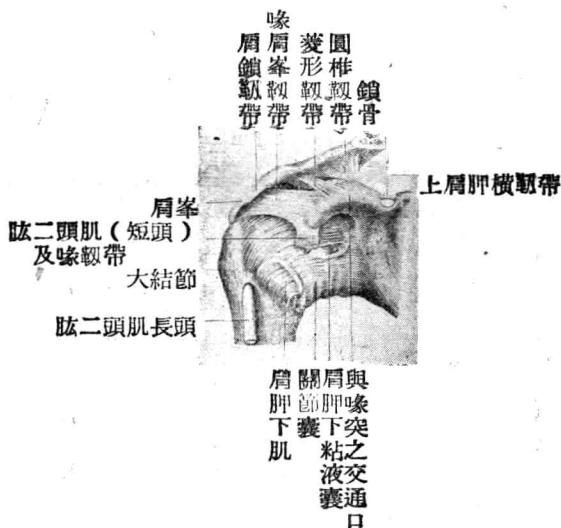 鎖骨
圓椎韌帶
菱形韌帶
喙肩峯韌帶
肩鎖韌帶
上肩胛橫韌帶
肩峯
肱二頭肌（短頭）
及喙韌帶
大結節
肱二頭肌長頭
與喙突之交通口
肩胛下粘液囊
關節囊
肩胛下肌